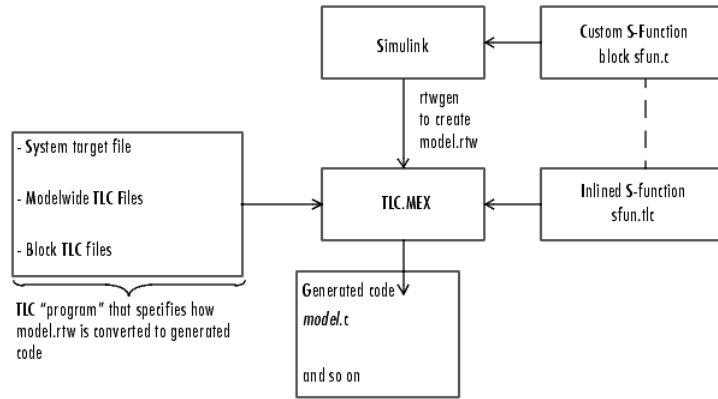 Simulink
Custom S-Function
block sfun.c
rtwgen
to create
model.rtw
- System target file
- Modelwide TLC Files
- Block TLC files
TLC.MEX
Inlined S-function
sfun.tlc
TLC “program” that specifies how
model.rtw is converted to generated
code
Generated code
model.c
and so on